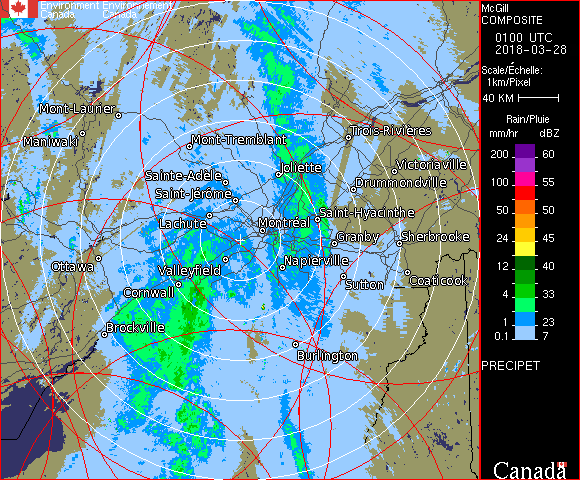 Environment Environnement
Canada Canada
McGill
COMPOSITE
0100 UTC
2018-03-28
Scale/Échelle:
1km/Pixel
40 KM
Rain/Pluie
mm/hr dBZ
200 60
100 55
50 50
24 45
12 40
4 33
1 23
0.1 7
PRECIPET
Canada
Mont-Laurier
Maniwaki
Mont-Tremblant
Trois-Rivières
Joliette
Victoriaville
Sainte-Adèle
Drummondville
Saint-Jérôme
Lachute
Saint-Hyacinthe
Montréal
Granby
Sherbrooke
Ottawa
Valleyfield
Napierville
Coaticook
Sutton
Cornwall
Brockville
Burlington